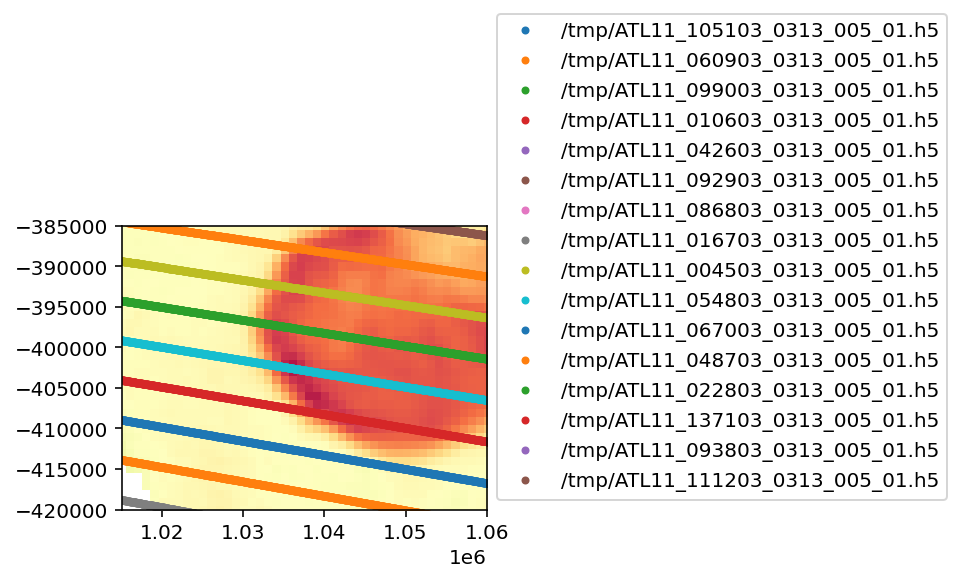 /tmp/ATL11_105103_0313_005_01.h5
/tmp/ATL11_060903_0313_005_01.h5
/tmp/ATL11_099003_0313_005_01.h5
/tmp/ATL11_010603_0313_005_01.h5
/tmp/ATL11_042603_0313_005_01.h5
/tmp/ATL11_092903_0313_005_01.h5
/tmp/ATL11_086803_0313_005_01.h5
/tmp/ATL11_016703_0313_005_01.h5
/tmp/ATL11_004503_0313_005_01.h5
/tmp/ATL11_054803_0313_005_01.h5
/tmp/ATL11_067003_0313_005_01.h5
/tmp/ATL11_048703_0313_005_01.h5
/tmp/ATL11_022803_0313_005_01.h5
/tmp/ATL11_137103_0313_005_01.h5
/tmp/ATL11_093803_0313_005_01.h5
/tmp/ATL11_111203_0313_005_01.h5
−385000
−390000
−395000
−400000
−405000
−410000
−415000
−420000
1.02 1.03 1.04 1.05 1.06
1e6